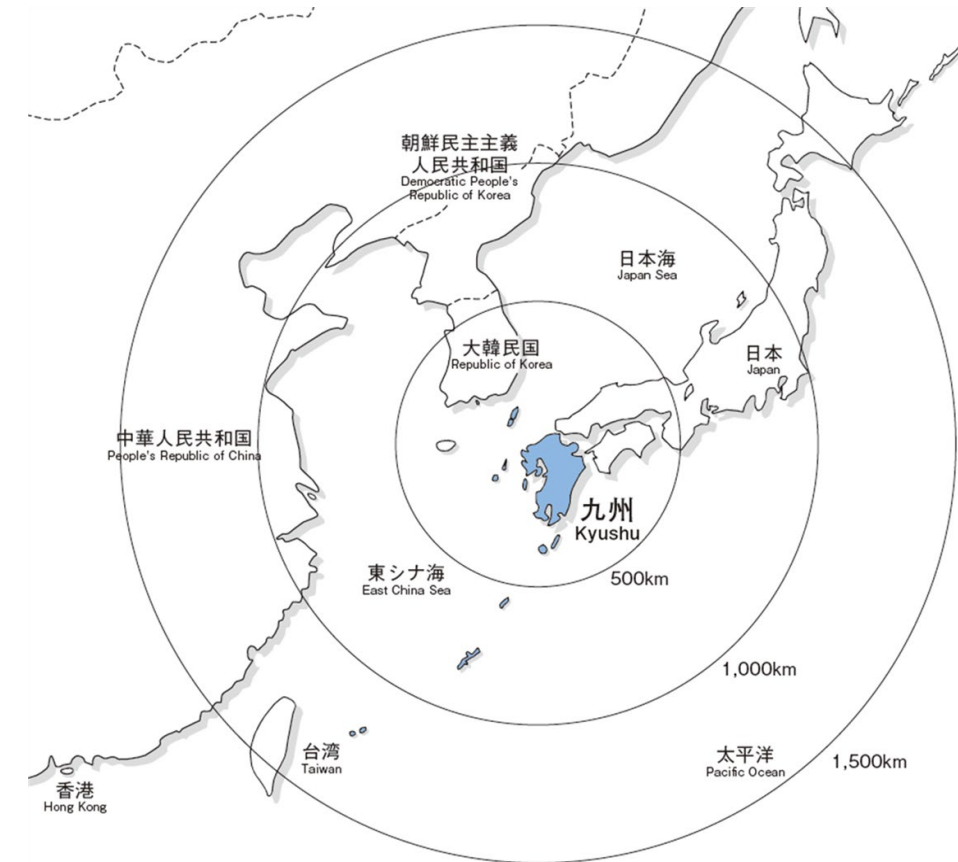 朝鮮民主主義
人民共和国
Democratic People's
Republic of Korea
日本海
Japan Sea
大韓民国
Republic of Korea
日本
Japan
中華人民共和国
People's Republic of China
九州
Kyushu
東シナ海
East China Sea
500km
1,000km
台湾
Taiwan
太平洋
Pacific Ocean
1,500km
香港
Hong Kong